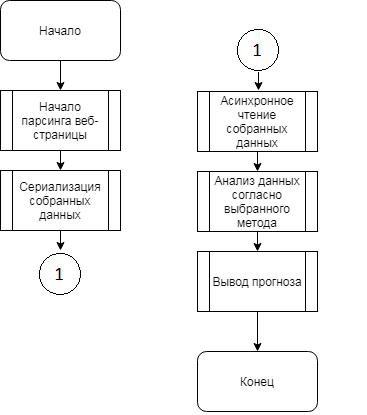 Начало
Начало
парсинга веб-
страницы
Сериализация
собранных
данных
1
1
Асинхронное
чтение
собранных
данных
Анализ данных
согласно
выбранного
метода
Вывод прогноза
Конец